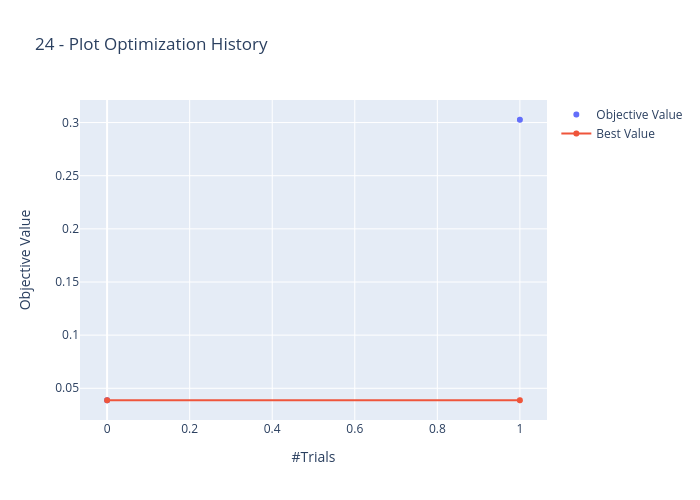 24 - Plot Optimization History
Objective Value
0.3
0.25
0.2
0.15
0.1
0.05
0
0.2
0.4
0.6
0.8
1
#Trials
Objective Value
Best Value